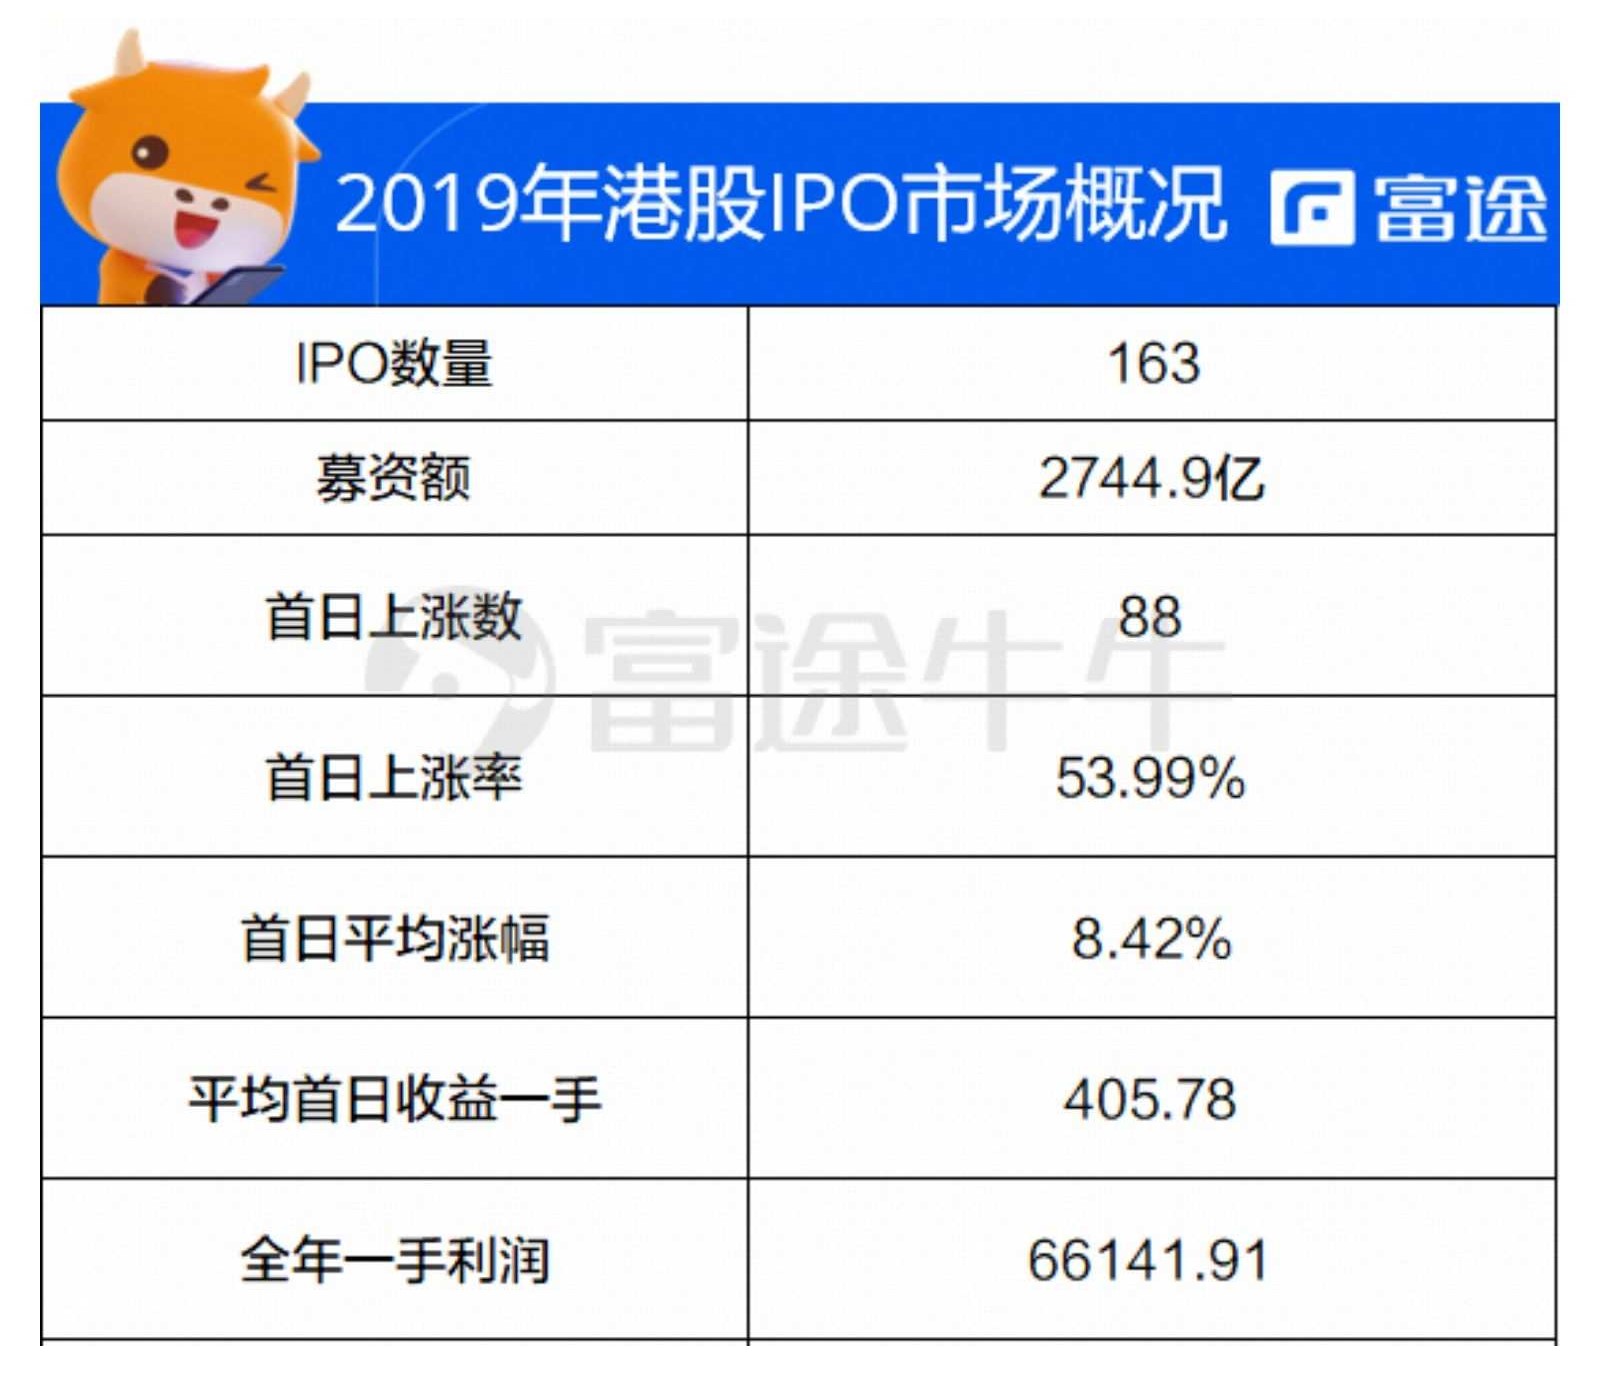 2019年港股IPO市场概况 富途
IPO数量 163
募资额 2744.9亿
首日上涨数 88
首日上涨率 53.99%
首日平均涨幅 8.42%
平均首日收益一手 405.78
全年一手利润 66141.91
富途牛牛